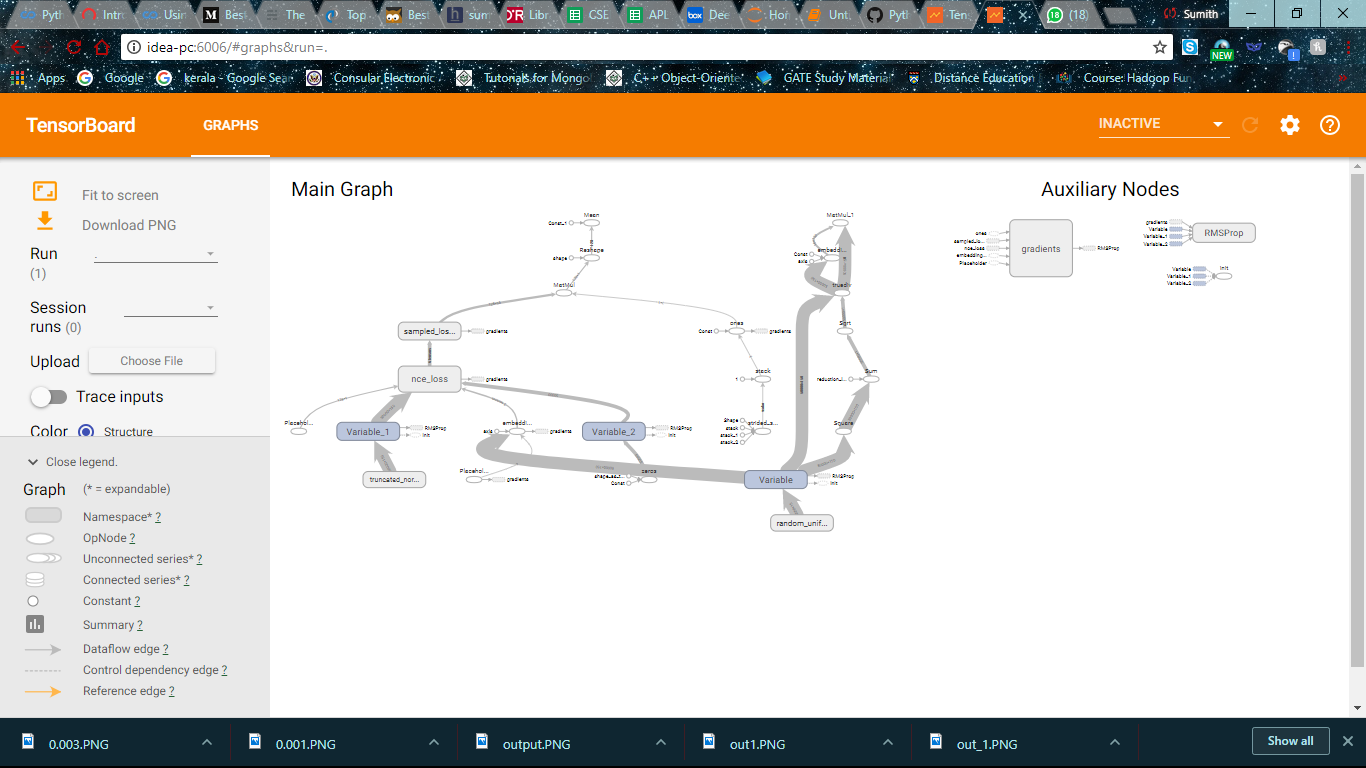 Pyth
Intro
Usin
Bes
The
Top
Best
sum
Libr
CSE
APL
box
Dee
Hor
Unt
Pytl
Ten
(18)
Sumith
idea-pc:6006/#graphs&run=.
NEW
Apps
Google
kerala - Google Sea
Consular Electronic
Tutorials for Mongo
C++ Object-Oriente
GATE Study Materia
Distance Education
Course: Hadoop Fun
TensorBoard
GRAPHS
INACTIVE
Fit to screen
Download PNG
Run
(1)
.
Session
runs (0)
Upload
Choose File
Trace inputs
Color
Structure
Close legend.
Graph
(* = expandable)
Namespace* ?
OpNode ?
Unconnected series* ?
Connected series* ?
Constant ?
Summary ?
Dataflow edge ?
Control dependency edge ?
Reference edge ?
Main Graph
Auxiliary Nodes
Mean
Const_1
Reshape
shape
MatMul
sampled_los...
gradients
nce_loss
gradients
Placehol...
Variable_1
RMSProp
init
truncated_nor...
embeddi...
axis
gradients
Placehol...
gradients
Variable_2
RMSProp
init
zeros
Const
ones
Const
gradients
stack
1
strided_s...
Shape
stack
stack_1
stack_2
Variable
RMSProp
init
random_unif...
MatMul_1
embeddi...
Const
axis
truediv
Sqrt
Sum
reduction_i...
Square
gradients
ones
sampled_lo...
nce_loss
embedding...
Placeholder
RMSProp
RMSProp
gradients
Variable
Variable_1
Variable_2
init
Variable
Variable_1
Variable_2
0.003.PNG
0.001.PNG
output.PNG
out1.PNG
out_1.PNG
Show all